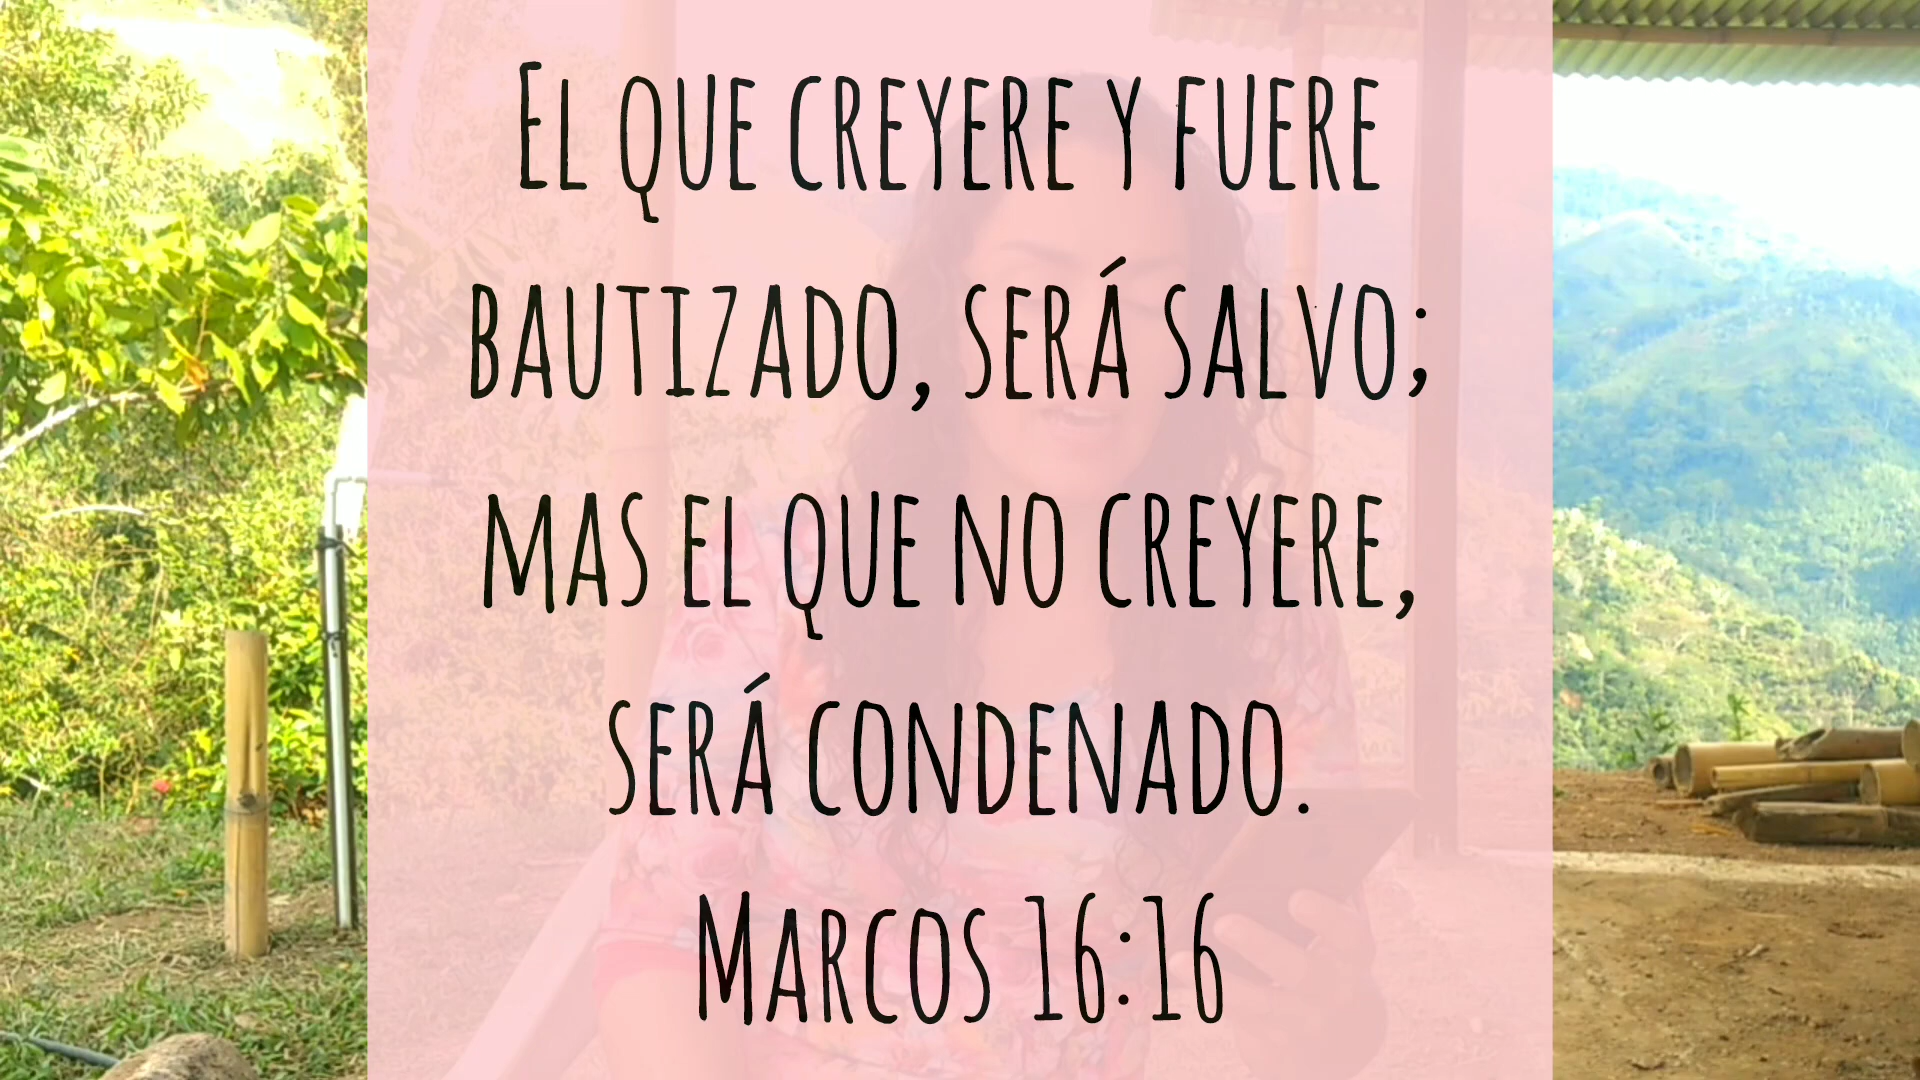 El que creyere y fuere
bautizado, será salvo;
mas el que no creyere,
será condenado.
Marcos 16:16